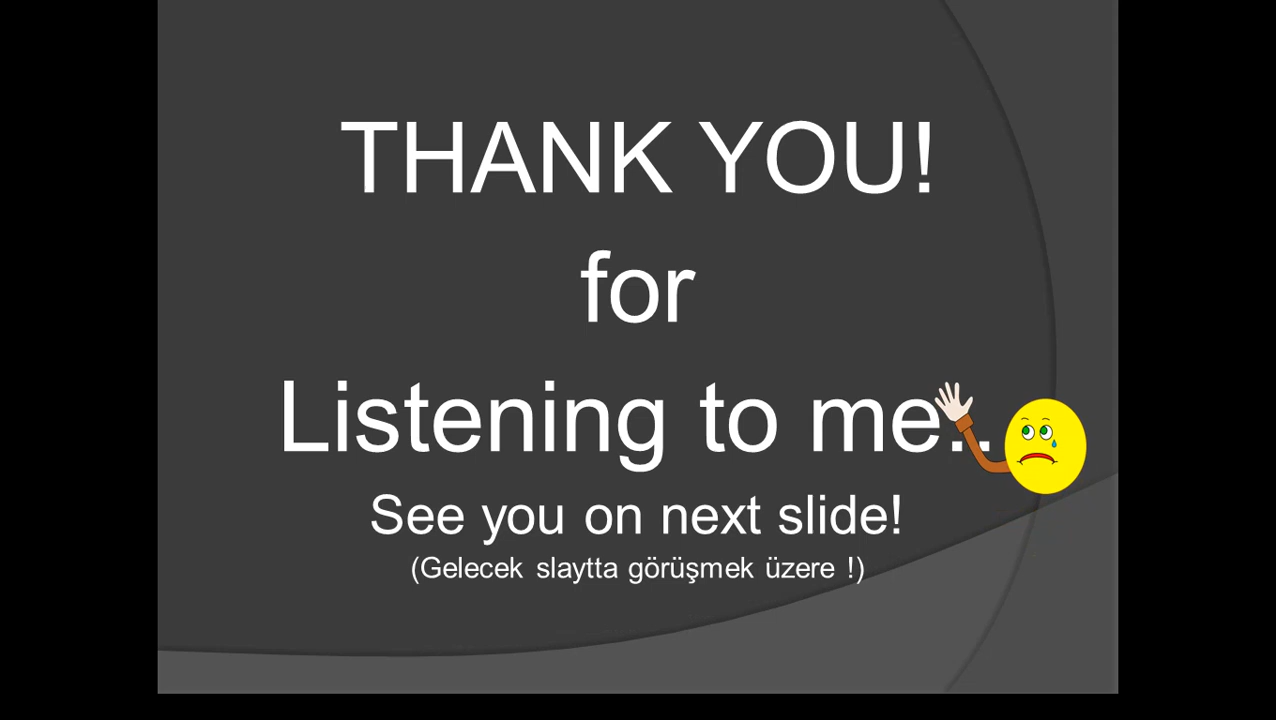 THANK YOU!
for
Listening to me..
See you on next slide!
(Gelecek slaytta görüşmek üzere !)